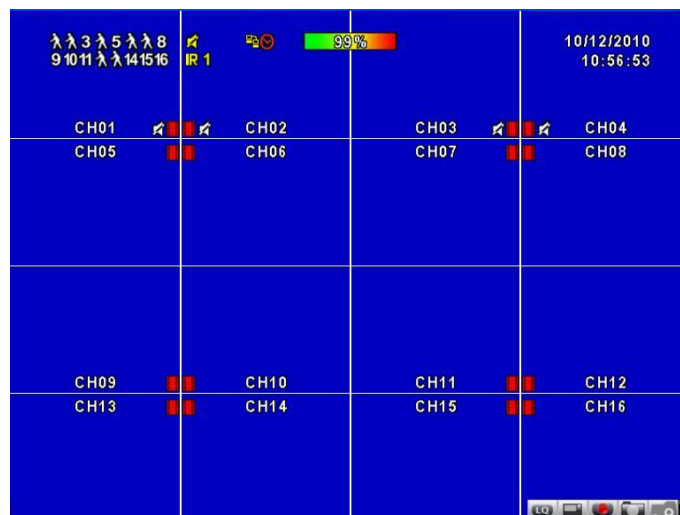 3 5 8
9 10 11 14 15 16 IR 1
99%
10/12/2010
10:56:53
CH01 CH02 CH03 CH04
CH05 CH06 CH07 CH08
CH09 CH10 CH11 CH12
CH13 CH14 CH15 CH16
LQ